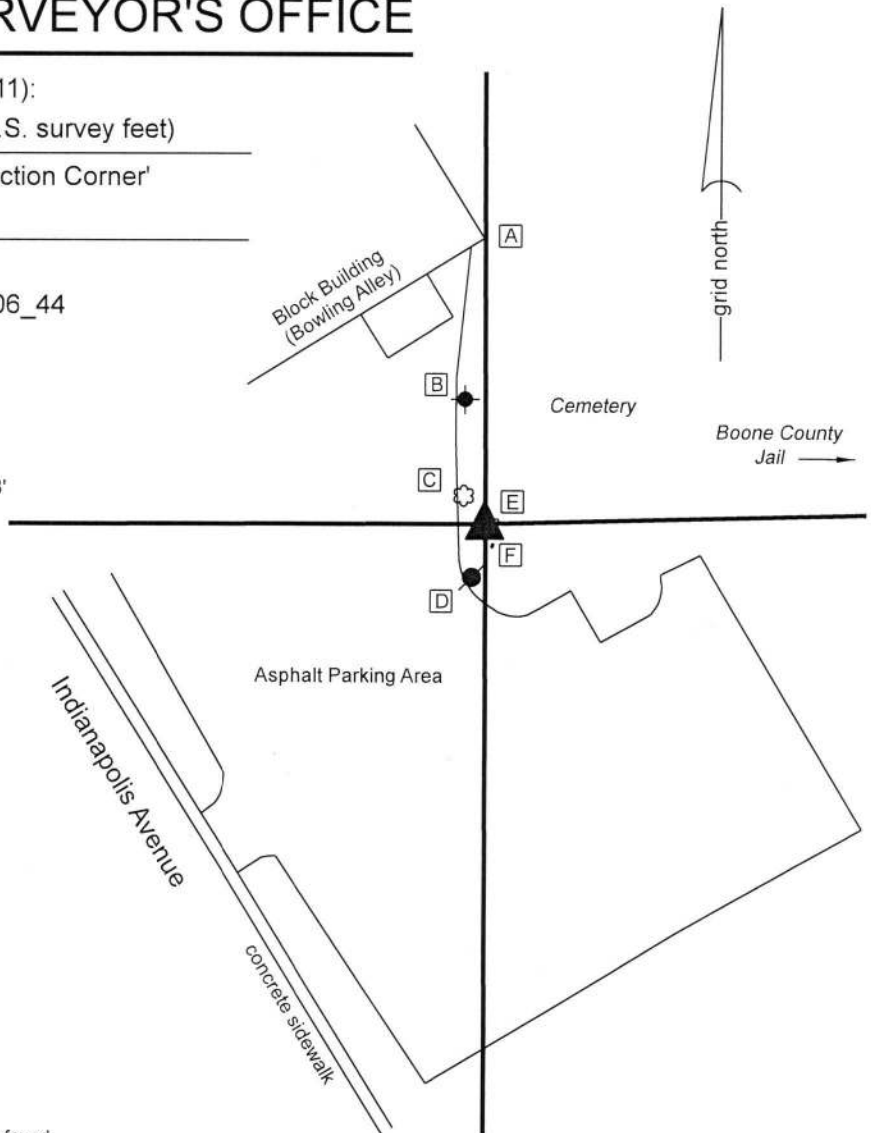 RVEYOR'S OFFICE
11):
.S. survey feet)
ction Corner'
06_44
A
Block Building
(Bowling Alley)
grid north
B
Cemetery
Boone County
Jail
C
E
F
D
Asphalt Parking Area
Indianapolis Avenue
concrete sidewalk